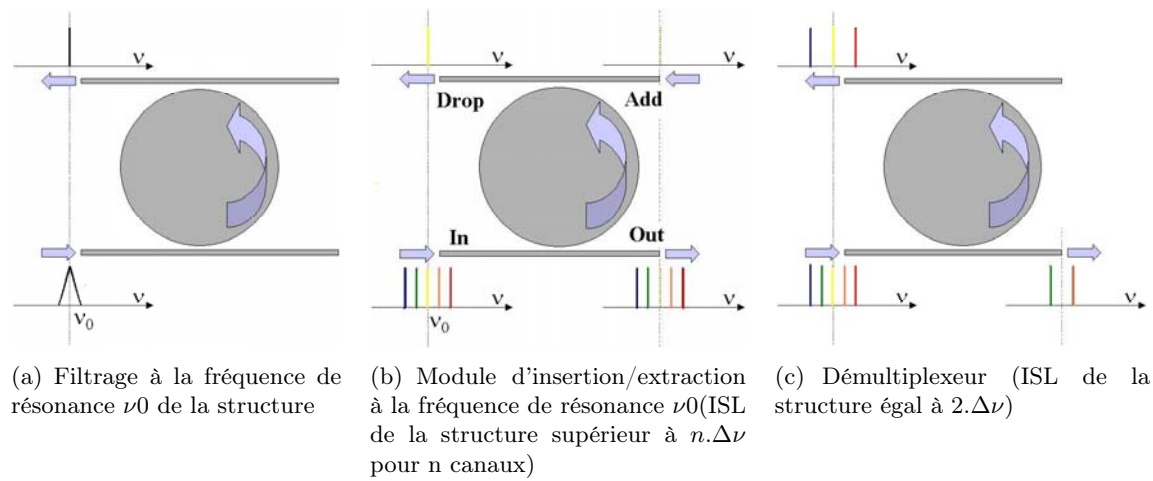 ν
ν
ν
ν
Drop
Add
In
Out
ν
ν₀
ν
ν₀
ν
ν
ν
(a) Filtrage à la fréquence de
résonance ν0 de la structure
(b) Module d'insertion/extraction
à la fréquence de résonance ν0(ISL
de la structure supérieur à n.Δν
pour n canaux)
(c) Démultiplexeur (ISL de la
structure égal à 2.Δν)